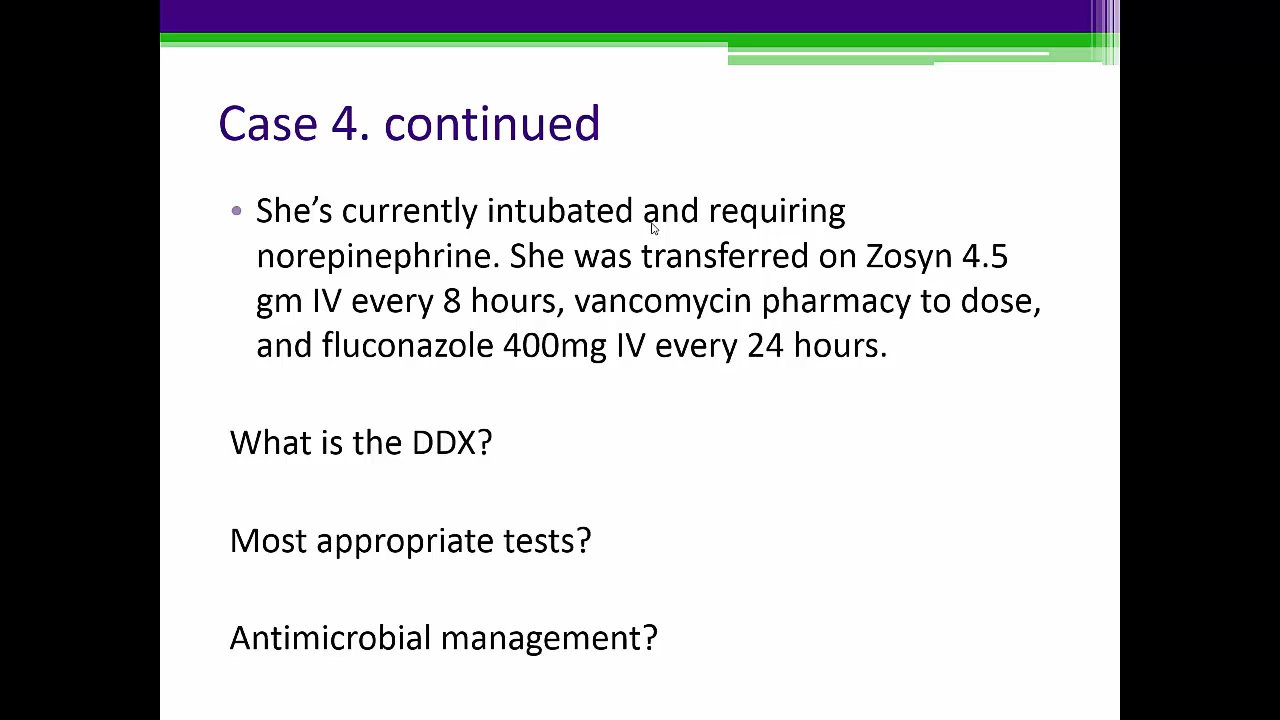 Case 4. continued
• She’s currently intubated and requiring
norepinephrine. She was transferred on Zosyn 4.5
gm IV every 8 hours, vancomycin pharmacy to dose,
and fluconazole 400mg IV every 24 hours.
What is the DDX?
Most appropriate tests?
Antimicrobial management?